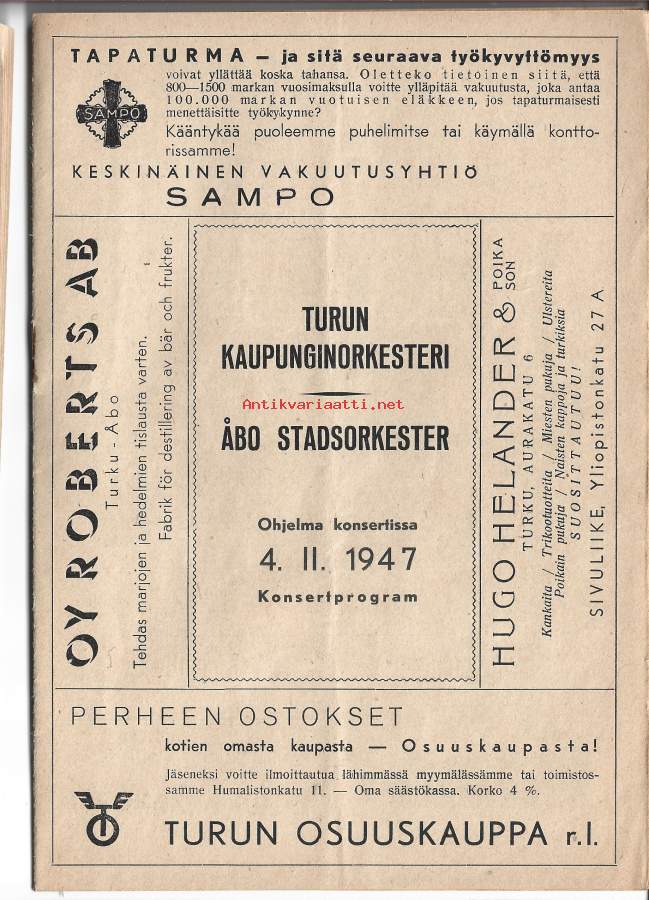 TAPATURMA – ja sitä seuraava työkyvyttömyys
voivat yllättää koska tahansa. Oletteko tietoinen siitä, että
800—1500 markan vuosimaksulla voitte ylläpitää vakuutusta, joka antaa
100.000 markan vuotuisen eläkkeen, jos tapaturmaisesti
menettäisitte työkykynne?
SAMPO
Kääntykää puoleemme puhelimitse tai käymällä kontto-
rissamme!
KESKINÄINEN VAKUUTUSYHTIÖ
SAMPO
OY ROBERTS AB
Turku - Åbo
Tehdas marjojen ja hedelmien tislausta varten.
Fabrik för destillering av bär och frukter.
TURUN
KAUPUNGINORKESTERI
Antikvariaatti.net
ÅBO STADSORKESTER
Ohjelma konsertissa
4. II. 1947
Konsertprogram
HUGO HELANDER & POIKA
SON
TURKU, AURAKATU 6
Kankaita / Trikootuotteita / Miesten pukuja / Ulstereita
Poikain pukuja / Naisten kappoja ja turkiksia
SUOSITTAUTUU!
SIVULIIKE, Yliopistonkatu 27 A
PERHEEN OSTOKSET
kotien omasta kaupasta — Osuuskaupasta!
Jäseneksi voitte ilmoittautua lähimmässä myymälässämme tai toimistos-
samme Humalistonkatu 11. — Oma säästökassa. Korko 4 %.
TURUN OSUUSKAUPPA r.l.